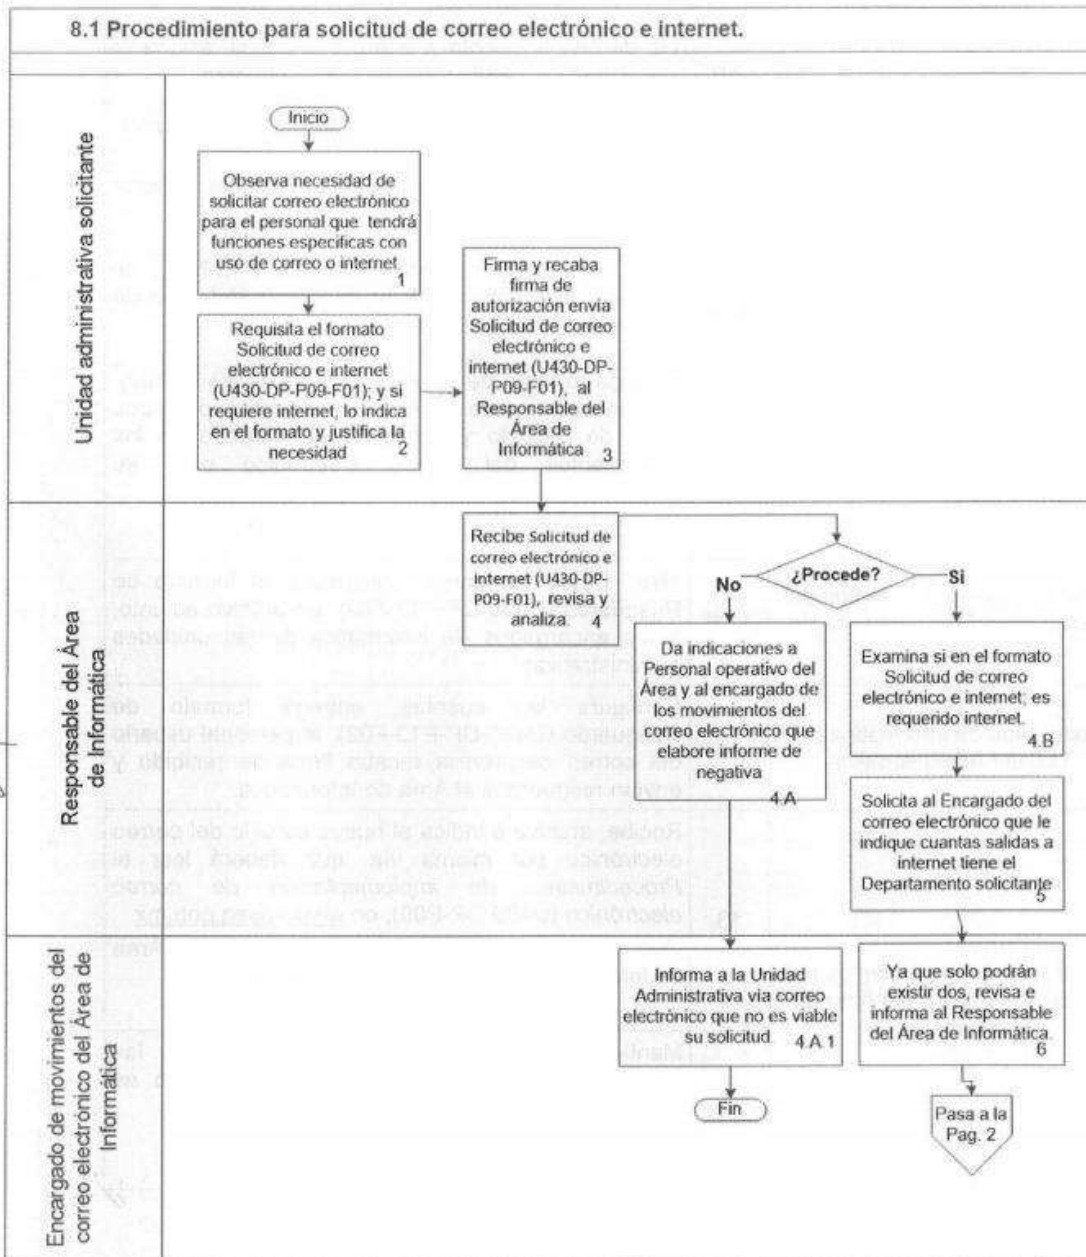 8.1 Procedimiento para solicitud de correo electrónico e internet.
Unidad administrativa solicitante
Inicio
Observa necesidad de
solicitar correo electrónico
para el personal que tendrá
funciones especificas con
uso de correo o internet
1
Requisita el formato
Solicitud de correo
electrónico e internet
(U430-DP-P09-F01); y si
requiere internet, lo indica
en el formato y justifica la
necesidad
2
Firma y recaba
firma de
autorización envía
Solicitud de correo
electrónico e
internet (U430-DP-
P09-F01), al
Responsable del
Área de
Informática
3
Responsable del Área
de Informática
Recibe Solicitud de
correo electrónico e
internet (U430-DP-
P09-F01), revisa y
analiza.
4
¿Procede?
No
Si
Da indicaciones a
Personal operativo del
Área y al encargado de
los movimientos del
correo electrónico que
elabore informe de
negativa
4.A
Examina si en el formato
Solicitud de correo
electrónico e internet; es
requerido internet.
4.B
Solicita al Encargado del
correo electrónico que le
indique cuantas salidas a
internet tiene el
Departamento solicitante
5
Encargado de movimientos del
correo electrónico del Área de
Informática
Informa a la Unidad
Administrativa vía correo
electrónico que no es viable
su solicitud.
4 A 1
Fin
Ya que solo podrán
existir dos, revisa e
informa al Responsable
del Área de Informática.
6
Pasa a la
Pag. 2